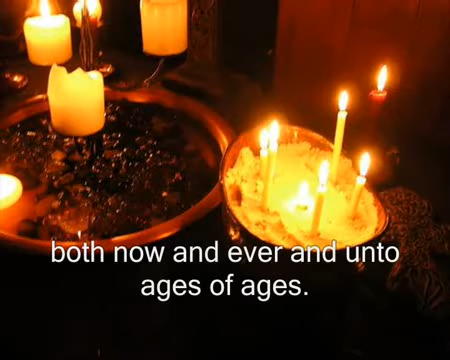 both now and ever and unto
ages of ages.